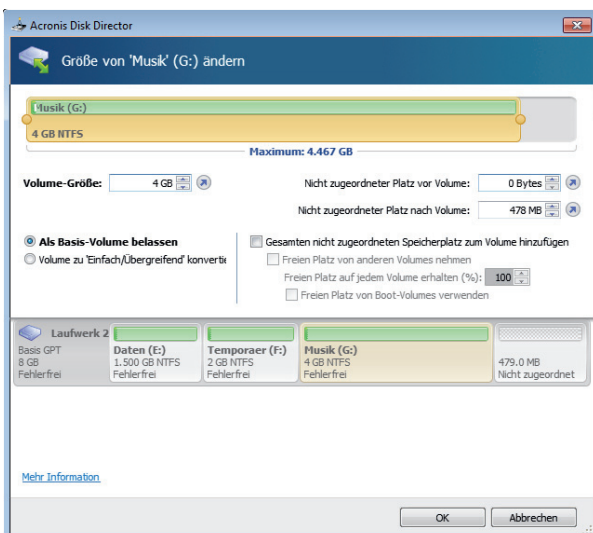 Acronis Disk Director
Größe von 'Musik' (G:) ändern
Musik (G:)
4 GB NTFS
Maximum: 4.467 GB
Volume-Größe: 4 GB
Nicht zugeordneter Platz vor Volume: 0 Bytes
Nicht zugeordneter Platz nach Volume: 478 MB
Als Basis-Volume belassen
Volume zu 'Einfach/Übergreifend' konvertie
Gesamten nicht zugeordneten Speicherplatz zum Volume hinzufügen
Freien Platz von anderen Volumes nehmen
Freien Platz auf jedem Volume erhalten (%): 100
Freien Platz von Boot-Volumes verwenden
Laufwerk 2
Basis GPT
8 GB
Fehlerfrei
Daten (E:)
1.500 GB NTFS
Fehlerfrei
Temporaer (F:)
2 GB NTFS
Fehlerfrei
Musik (G:)
4 GB NTFS
Fehlerfrei
479.0 MB
Nicht zugeordnet
Mehr Information
OK
Abbrechen